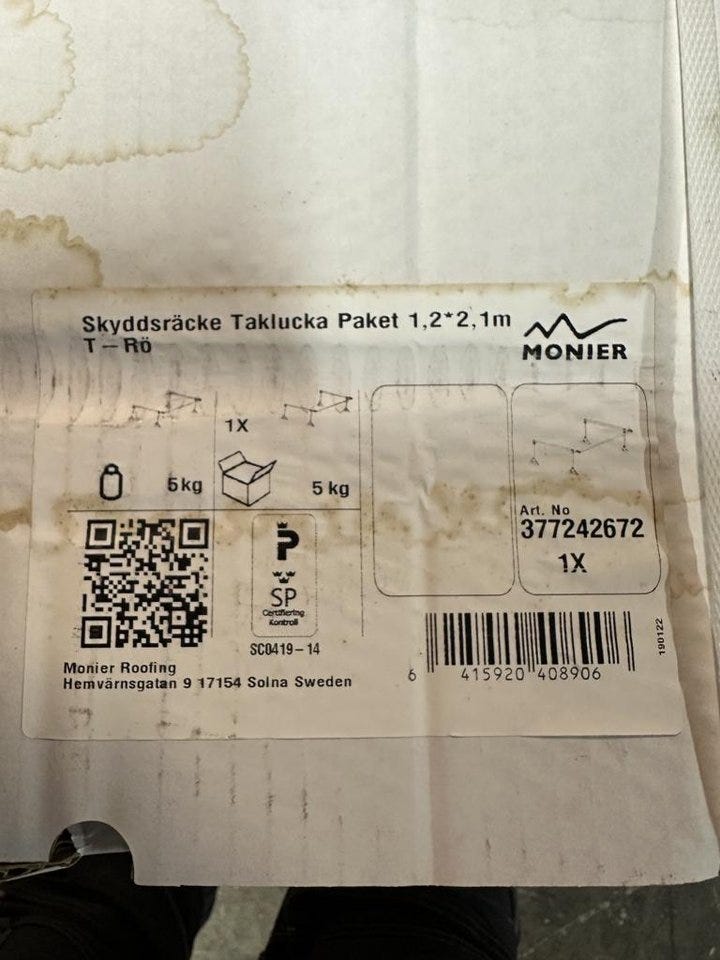 Skyddsräcke Taklucka Paket 1,2*2,1m
T-Rö
MONIER
1X
5kg
5 kg
Art. No
377242672
1X
P
SP
Certifiering
Kontroll
SC0419-14
Monier Roofing
Hemvärnsgatan 9 17154 Solna Sweden
6 415920 408906
190122